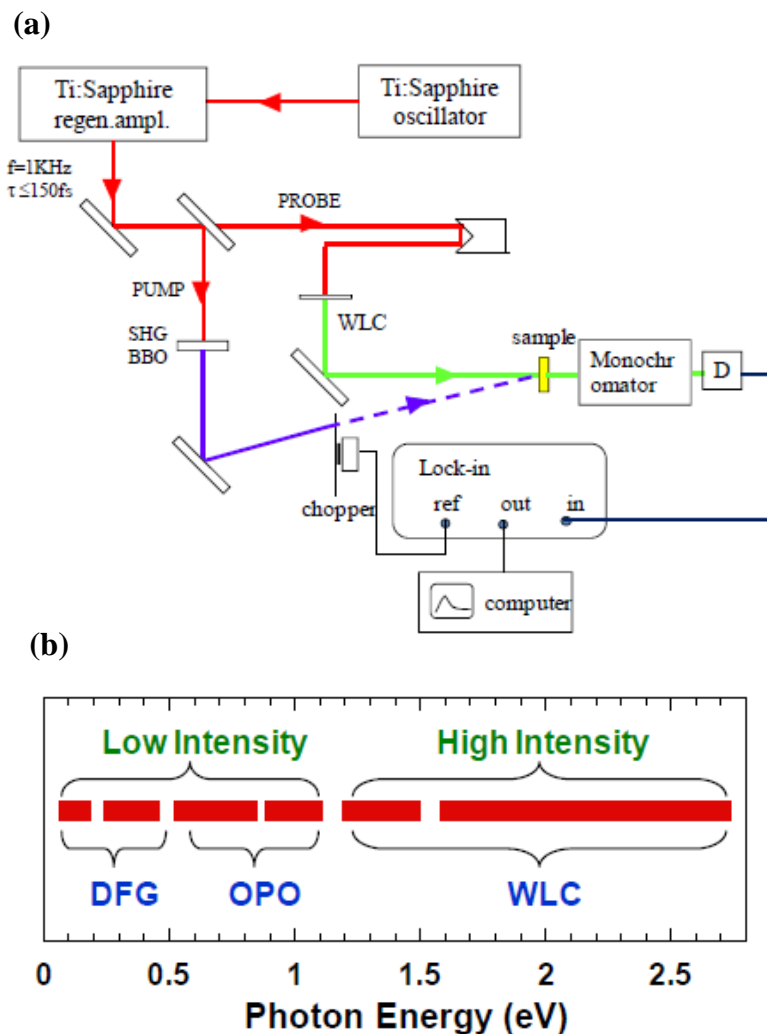 (a)
Ti:Sapphire
regen.ampl.
Ti:Sapphire
oscillator
f=1KHz
τ ≤150fs
PROBE
PUMP
SHG
BBO
WLC
sample
Monochr
omator
D
chopper
Lock-in
ref out in
computer
(b)
Low Intensity High Intensity
DFG OPO WLC
0 0.5 1 1.5 2 2.5
Photon Energy (eV)